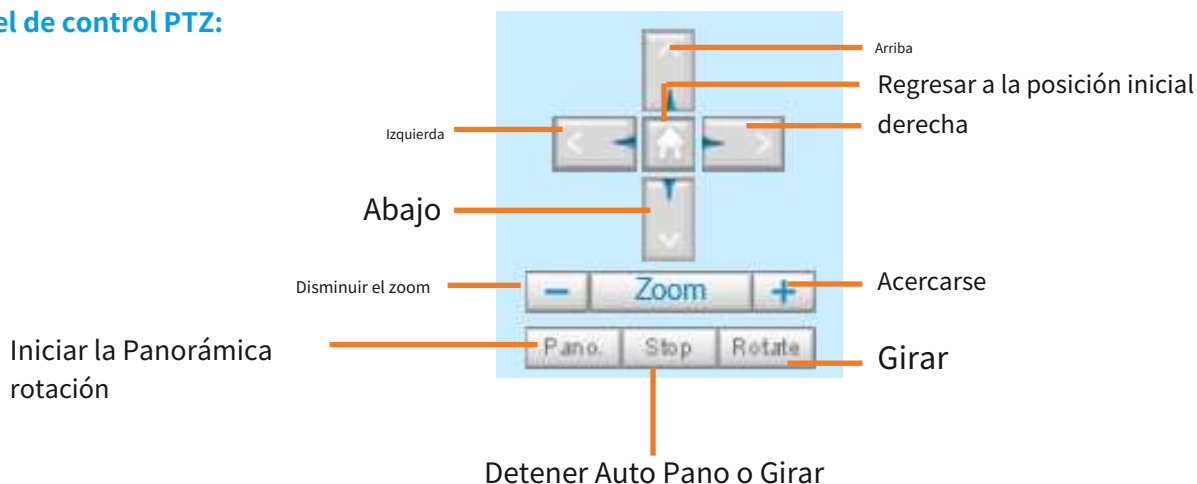 el de control PTZ:
Arriba
Regresar a la posición inicial
Izquierda
derecha
Abajo
Disminuir el zoom
Zoom
Acercarse
Iniciar la Panorámica
rotación
Pano.
Stop
Rotate
Girar
Detener Auto Pano o Girar